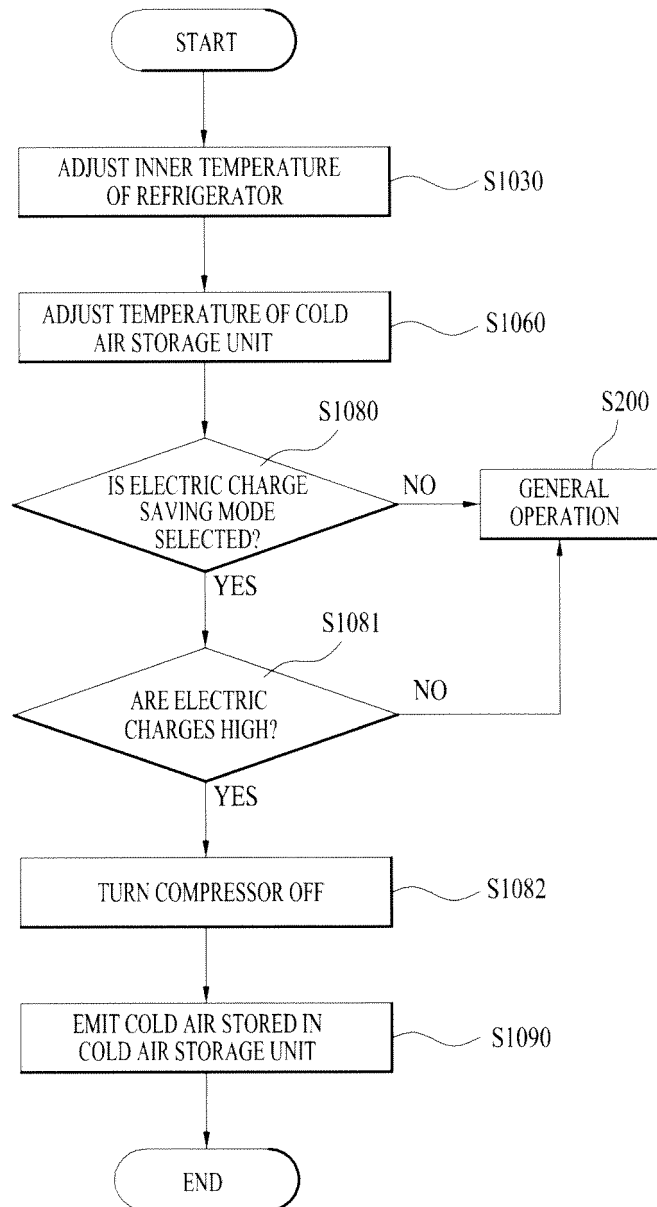 START
ADJUST INNER TEMPERATURE
OF REFRIGERATOR
S1030
ADJUST TEMPERATURE OF COLD
AIR STORAGE UNIT
S1060
S1080
IS ELECTRIC CHARGE
SAVING MODE
SELECTED?
NO
S200
GENERAL
OPERATION
YES
S1081
ARE ELECTRIC
CHARGES HIGH?
NO
YES
TURN COMPRESSOR OFF
S1082
EMIT COLD AIR STORED IN
COLD AIR STORAGE UNIT
S1090
END